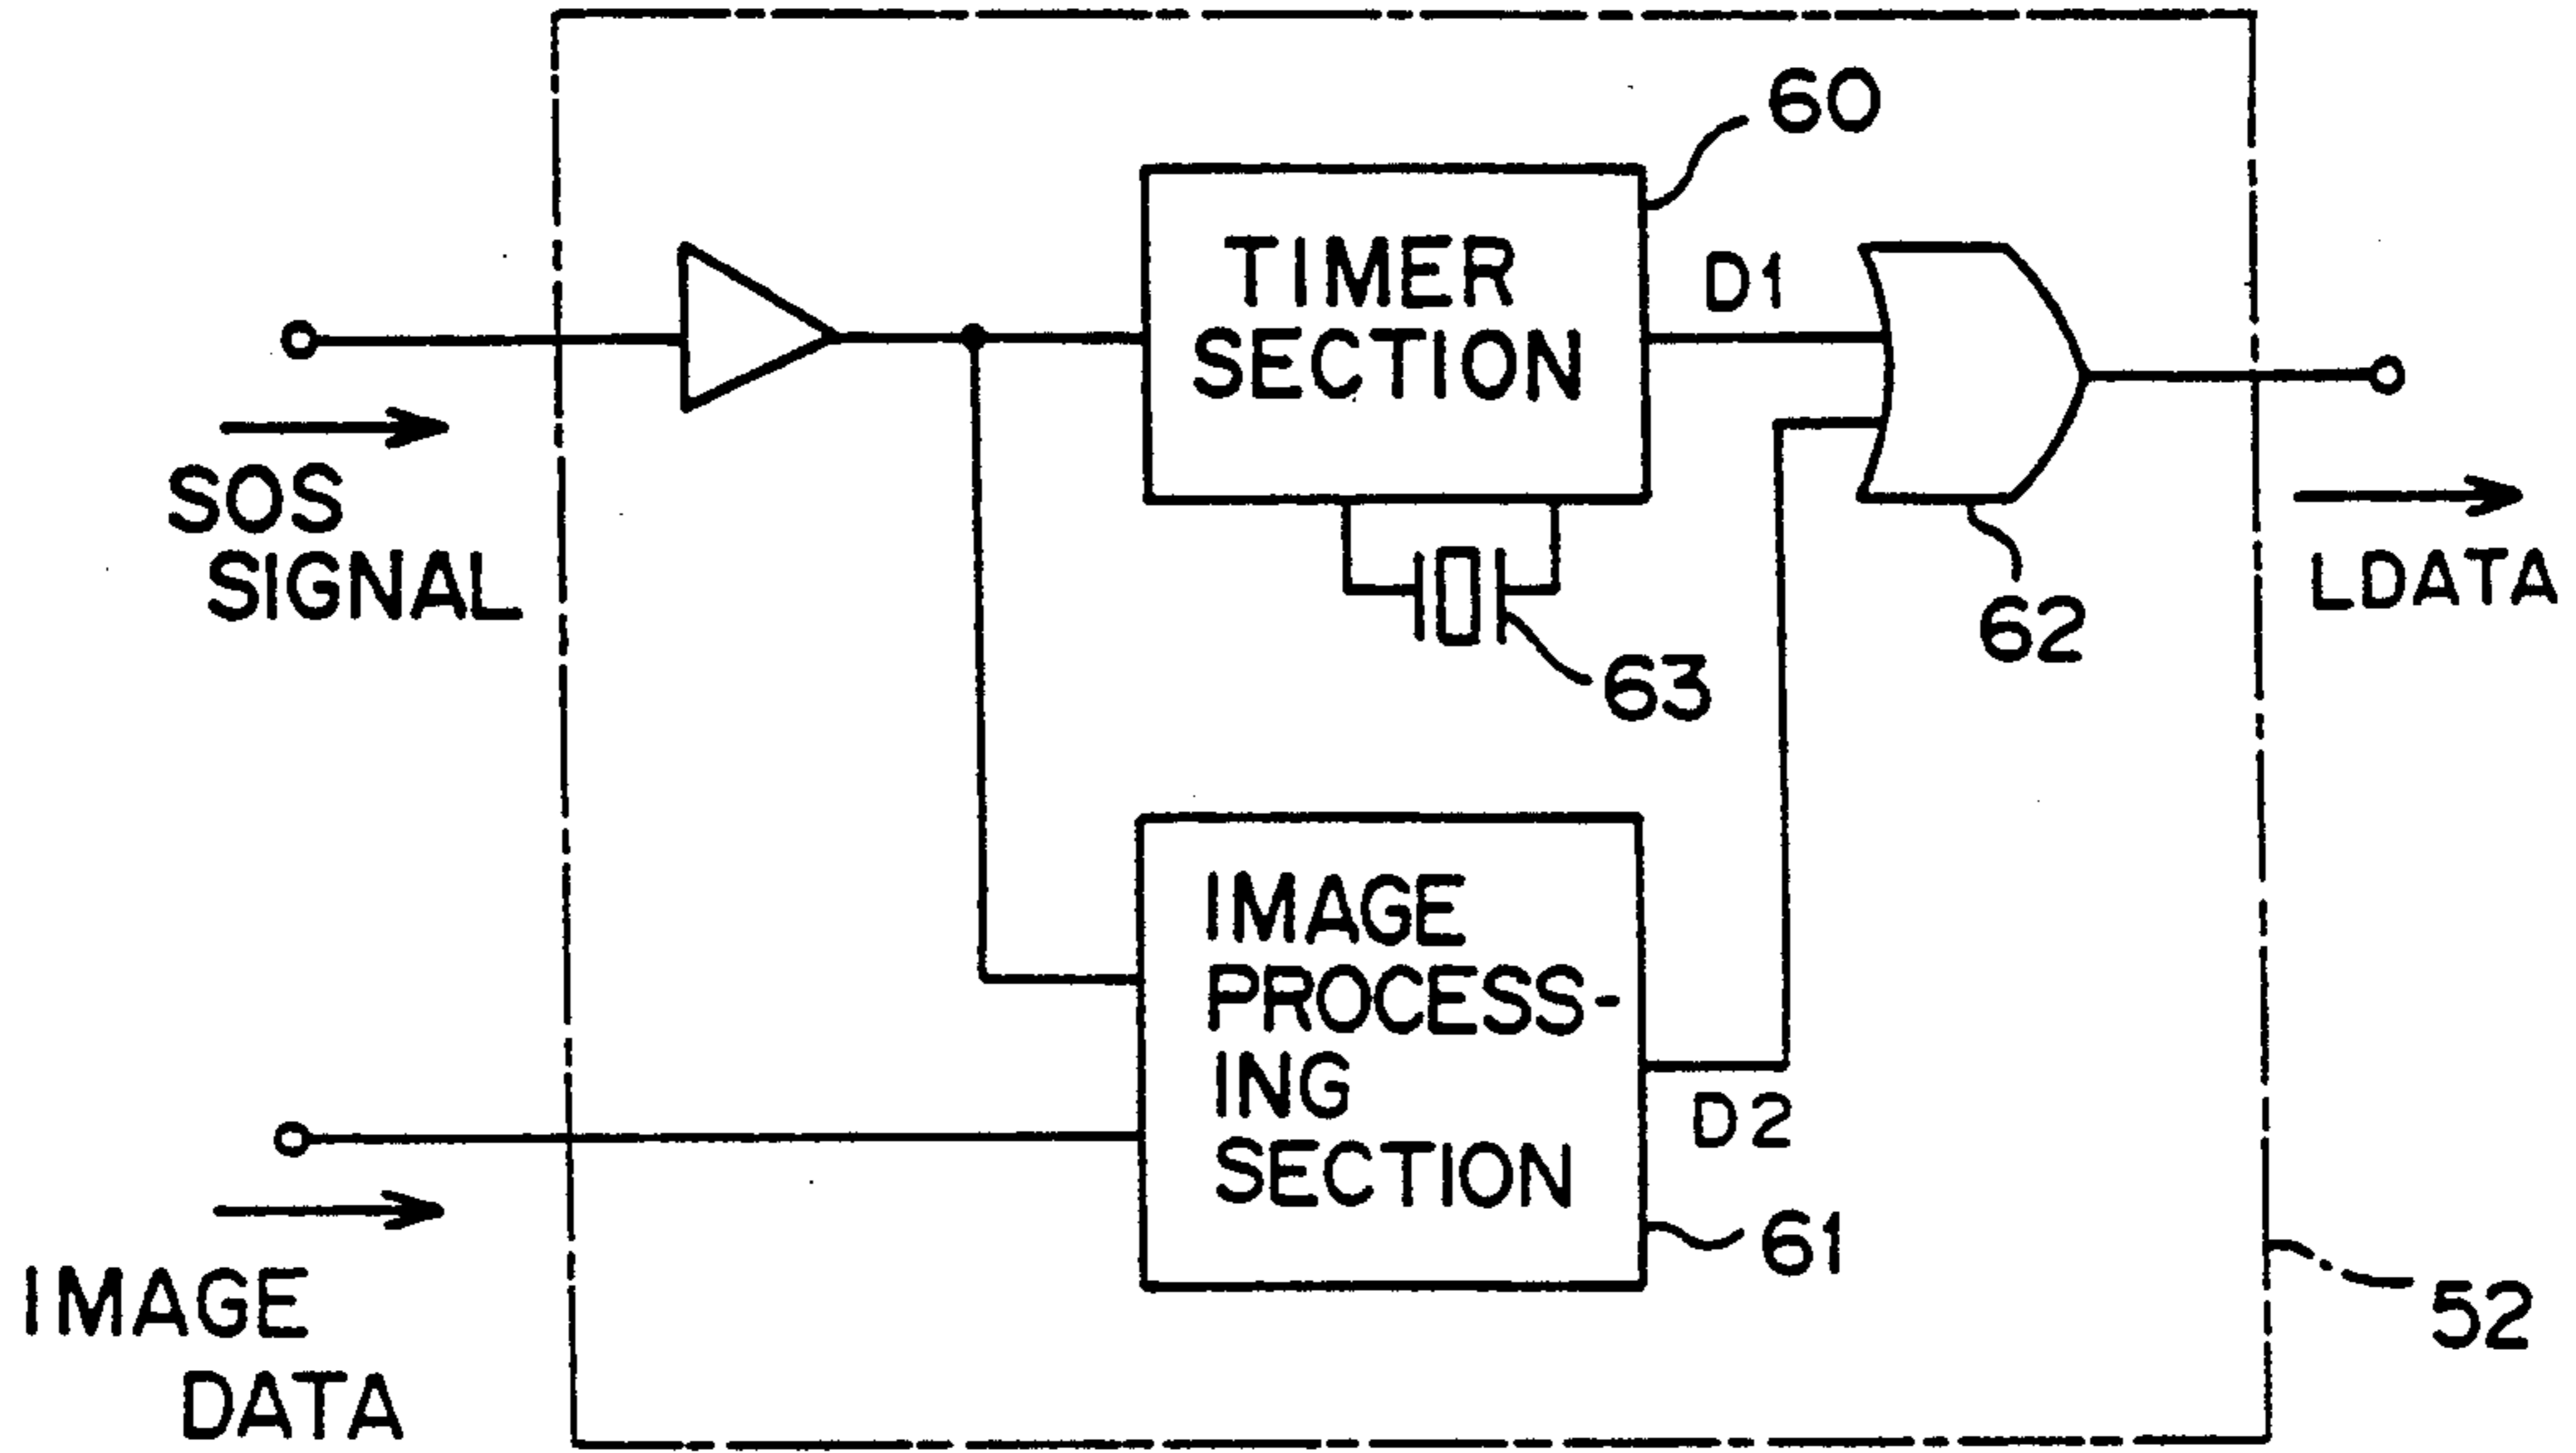 60
TIMER
SECTION
D1
SOS
SIGNAL
62
LDATA
63
IMAGE
PROCESS-
ING
SECTION
D2
61
IMAGE
DATA
52